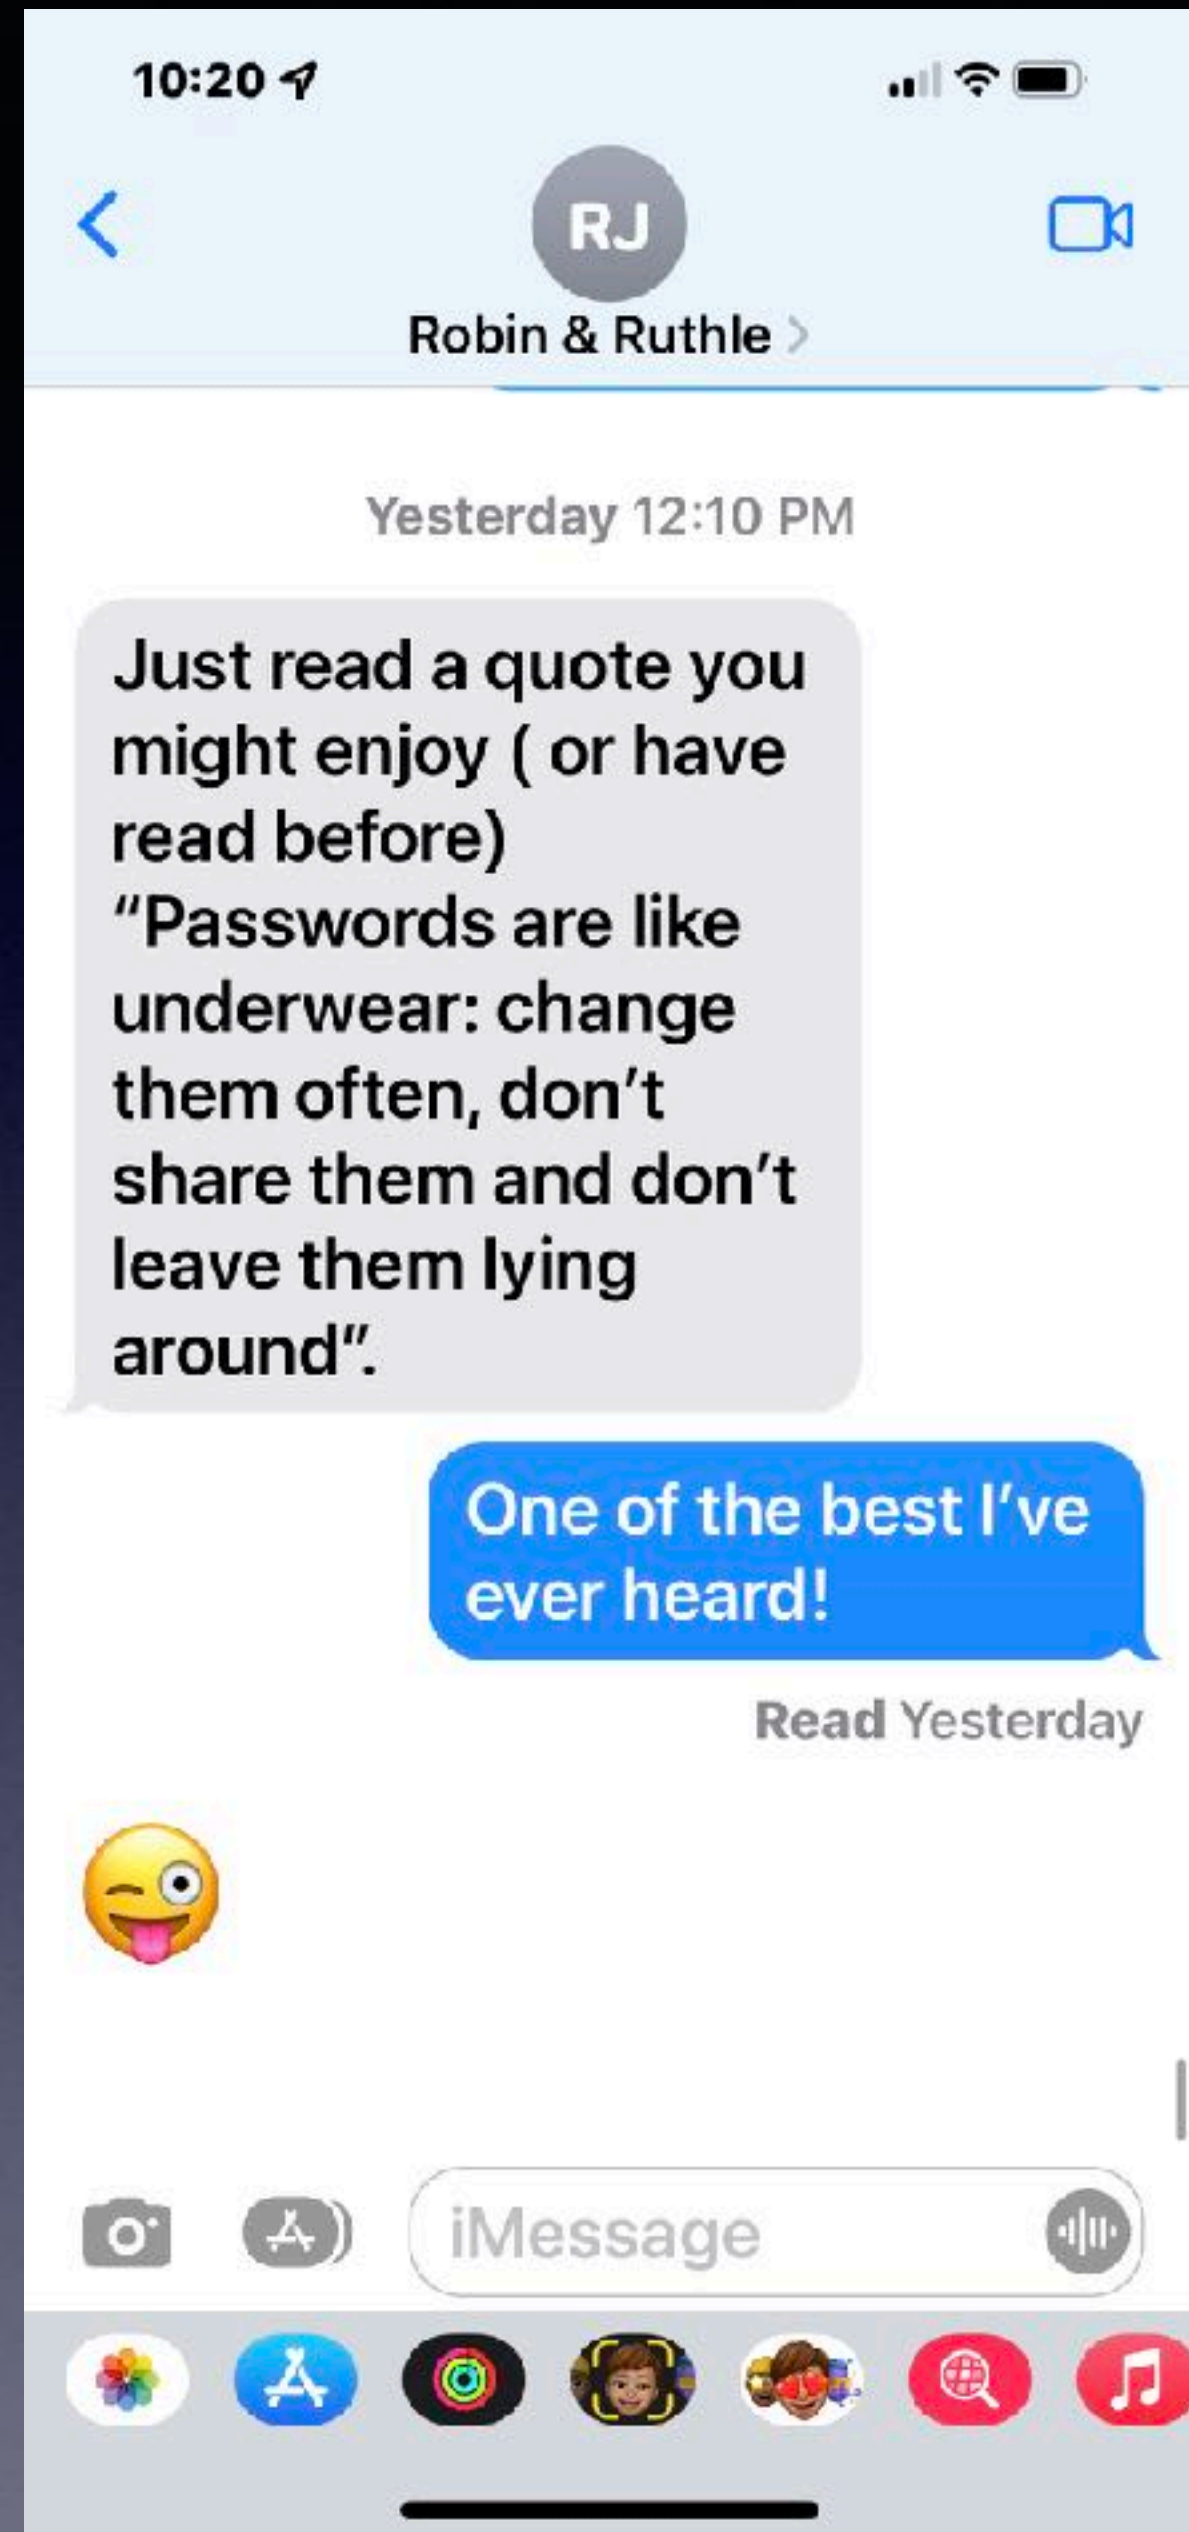 10:20
RJ
Robin & Ruthle
Yesterday 12:10 PM
Just read a quote you
might enjoy ( or have
read before)
“Passwords are like
underwear: change
them often, don’t
share them and don’t
leave them lying
around”.
One of the best I’ve
ever heard!
Read Yesterday
iMessage